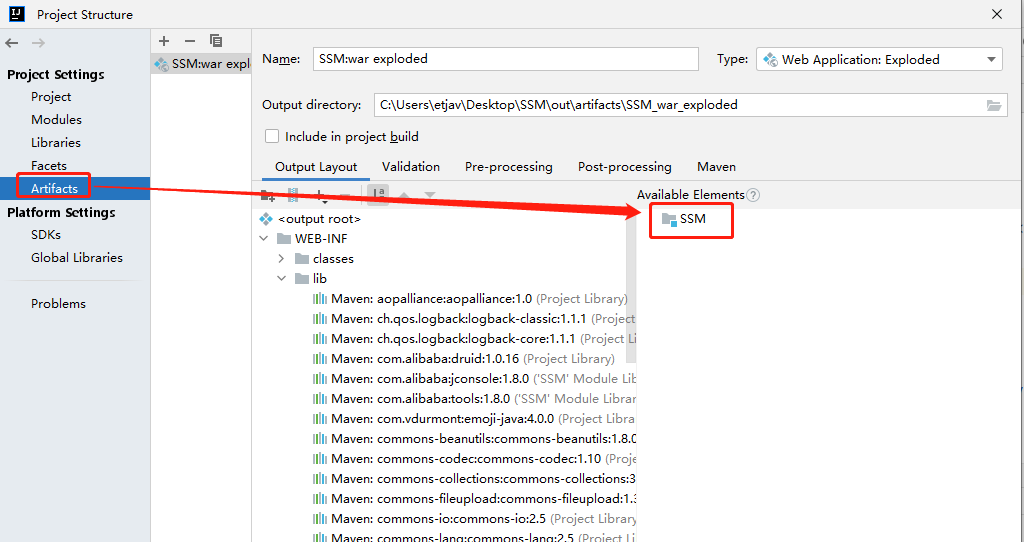 Project Structure
Project Settings
Project
Modules
Libraries
Facets
Artifacts
Platform Settings
SDKs
Global Libraries
Problems
SSM:war expl
Name: SSM:war exploded Type: Web Application: Exploded
Output directory: C:\Users\etjav\Desktop\SSM\out\artifacts\SSM_war_exploded
Include in project build
Output Layout Validation Pre-processing Post-processing Maven
Available Elements
<output root>
SSM
WEB-INF
classes
lib
Maven: aopalliance:aopalliance:1.0 (Project Library)
Maven: ch.qos.logback:logback-classic:1.1.1 (Project
Maven: ch.qos.logback:logback-core:1.1.1 (Project Li
Maven: com.alibaba:druid:1.0.16 (Project Library)
Maven: com.alibaba:jconsole:1.8.0 ('SSM' Module Lib
Maven: com.alibaba:tools:1.8.0 ('SSM' Module Librar
Maven: com.vdurmont:emoji-java:4.0.0 (Project Libra
Maven: commons-beanutils:commons-beanutils:1.8.0
Maven: commons-codec:commons-codec:1.10 (Proje
Maven: commons-collections:commons-collections:3
Maven: commons-fileupload:commons-fileupload:1.3
Maven: commons-io:commons-io:2.5 (Project Library
Maven: commons-lang:commons-lang:2.5 (Project Li